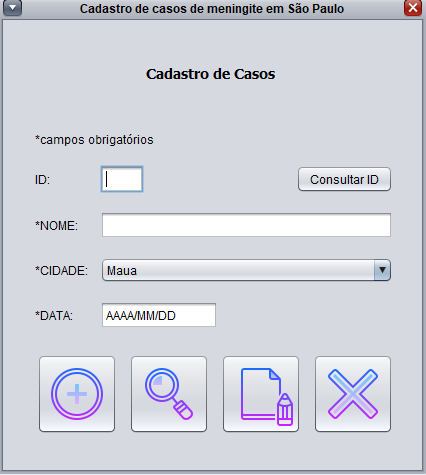 Cadastro de casos de meningite em São Paulo
Cadastro de Casos
*campos obrigatórios
ID:
Consultar ID
*NOME:
*CIDADE:
Maua
*DATA:
AAAA/MM/DD